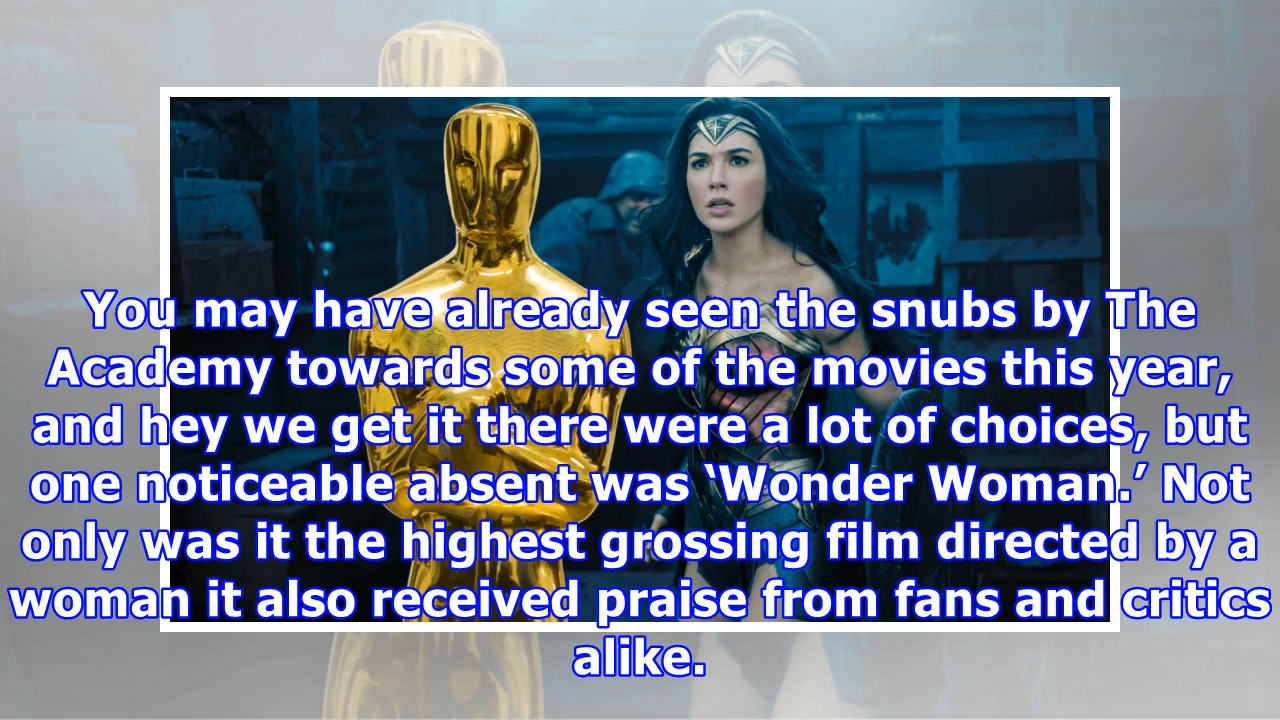 You may have already seen the snubs by The
Academy towards some of the movies this year,
and hey we get it there were a lot of choices, but
one noticeable absent was ‘Wonder Woman.’ Not
only was it the highest grossing film directed by a
woman it also received praise from fans and critics
alike.